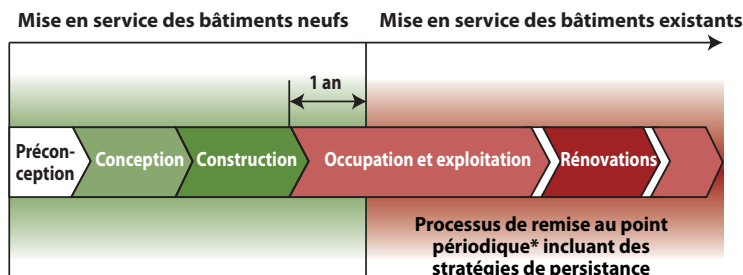 Mise en service des bâtiments neufs
Mise en service des bâtiments existants
1 an
Précon-
ception
Conception
Construction
Occupation et exploitation
Rénovations
Processus de remise au point
périodique* incluant des
stratégies de persistance